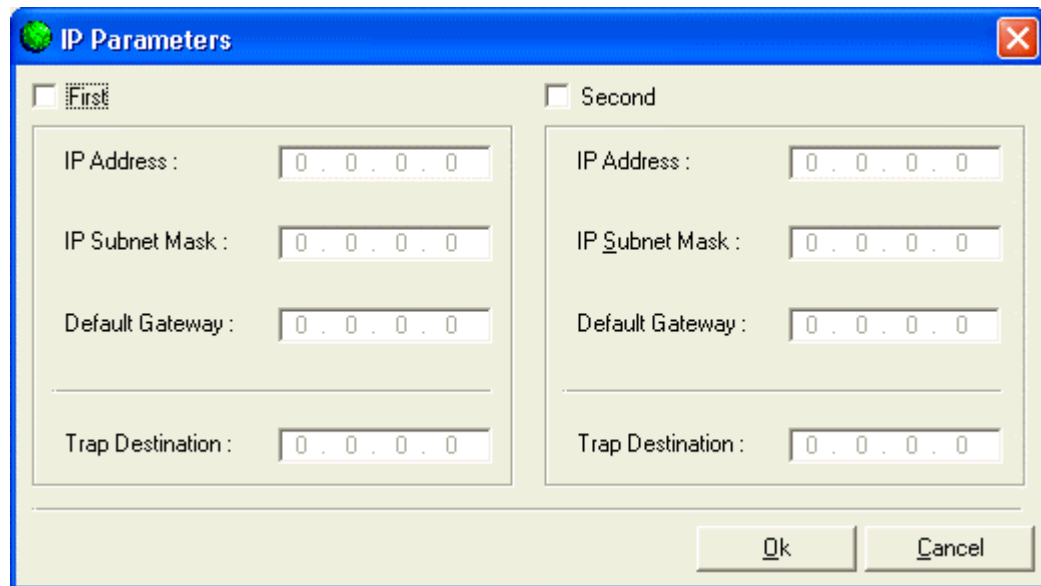 IP Parameters
First
IP Address :
0 . 0 . 0 . 0
IP Subnet Mask :
0 . 0 . 0 . 0
Default Gateway :
0 . 0 . 0 . 0
Trap Destination :
0 . 0 . 0 . 0
Second
IP Address :
0 . 0 . 0 . 0
IP Subnet Mask :
0 . 0 . 0 . 0
Default Gateway :
0 . 0 . 0 . 0
Trap Destination :
0 . 0 . 0 . 0
Ok
Cancel